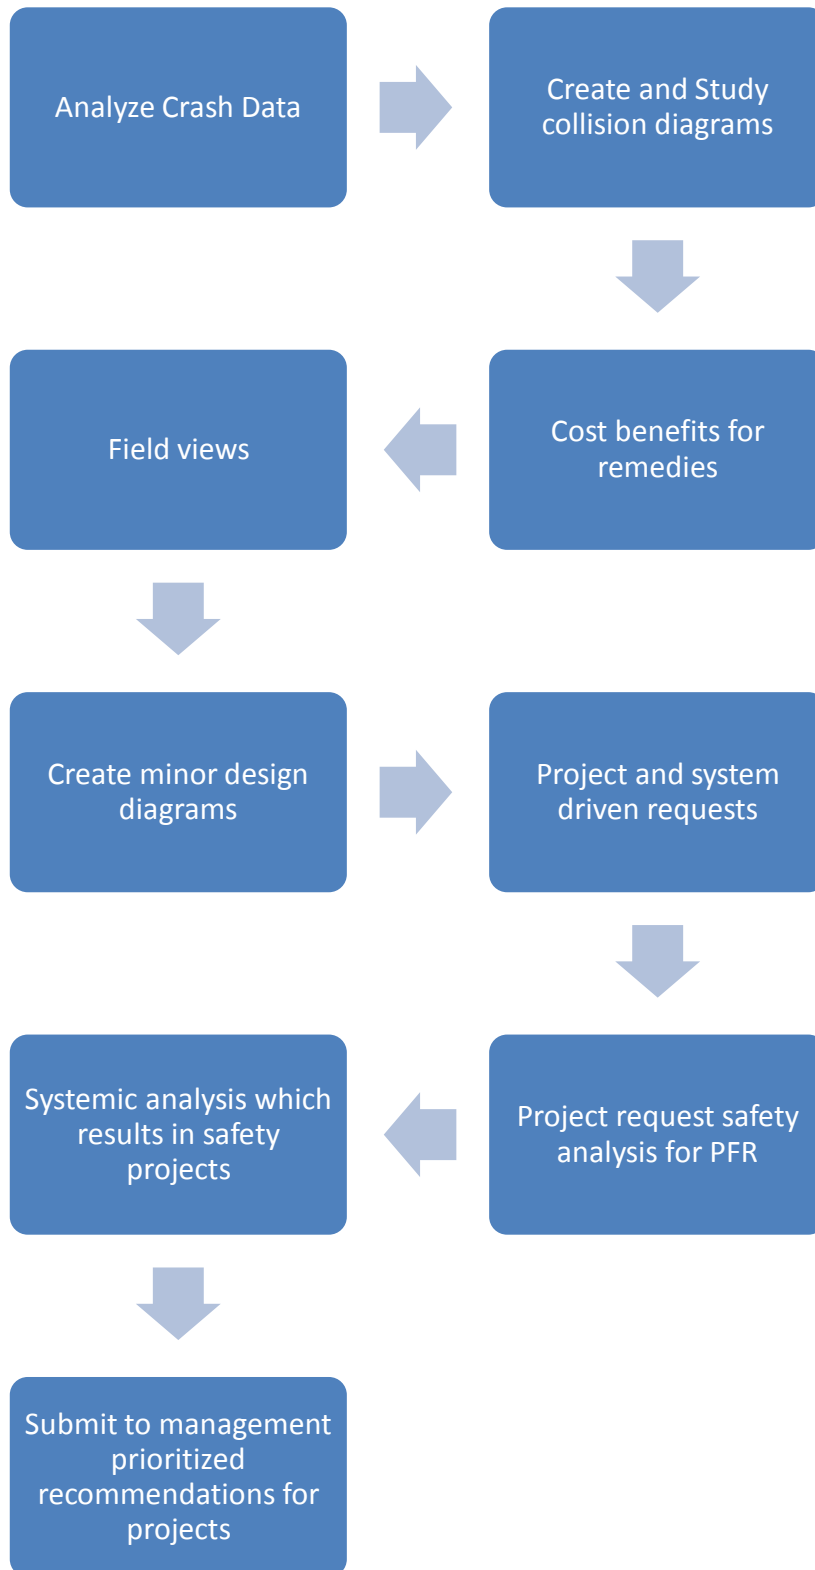 Analyze Crash Data
Create and Study
collision diagrams
Cost benefits for
remedies
Field views
Create minor design
diagrams
Project and system
driven requests
Project request safety
analysis for PFR
Systemic analysis which
results in safety
projects
Submit to management
prioritized
recommendations for
projects